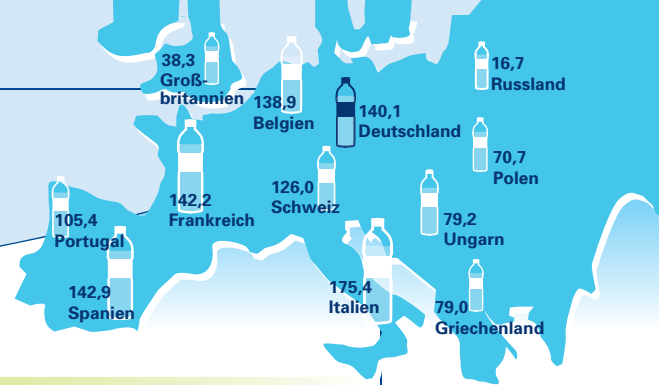 38,3
Groß-
britannien
138,9
Belgien
140,1
Deutschland
16,7
Russland
70,7
Polen
126,0
Schweiz
142,2
Frankreich
105,4
Portugal
79,2
Ungarn
142,9
Spanien
175,4
Italien
79,0
Griechenland